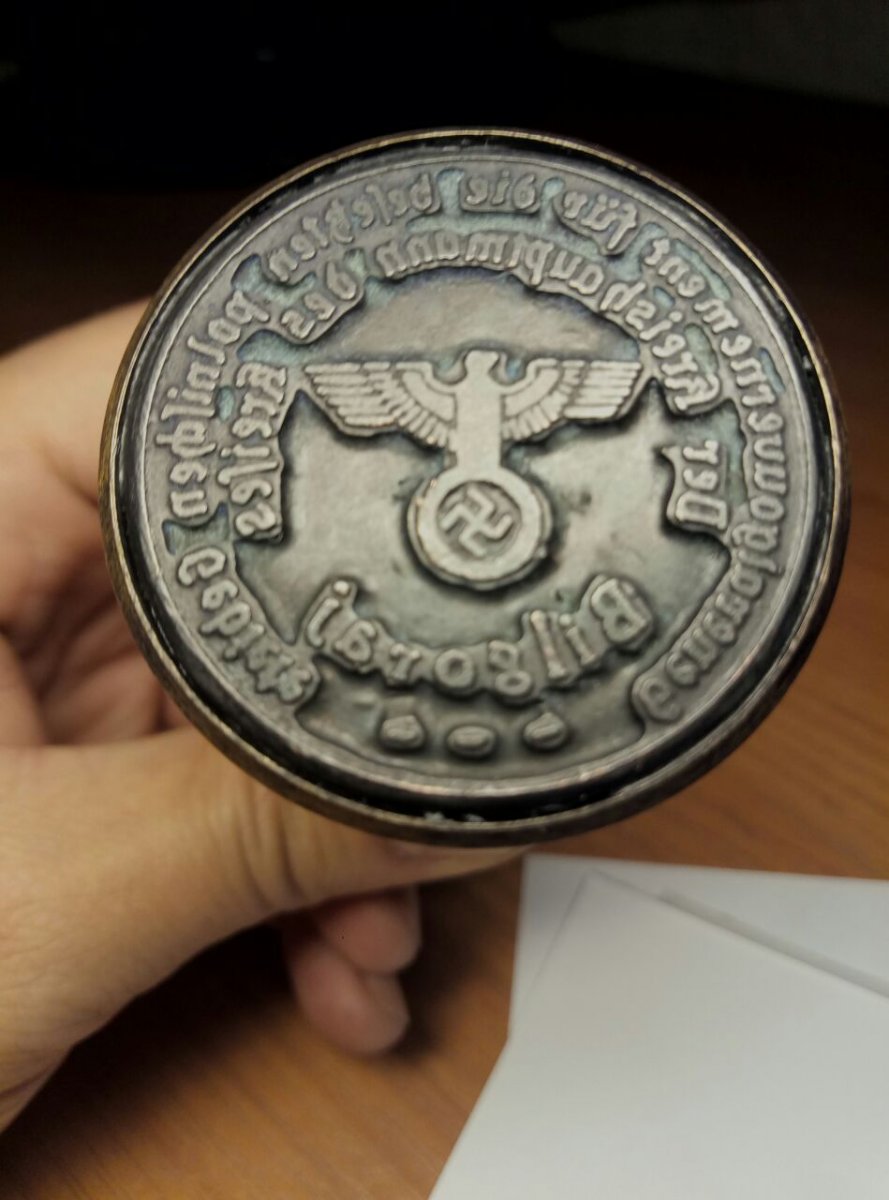 Generalgouvernement für die besetzten polnischen Gebiete
Der Kreishauptmann des Kreises
Bilgoraj